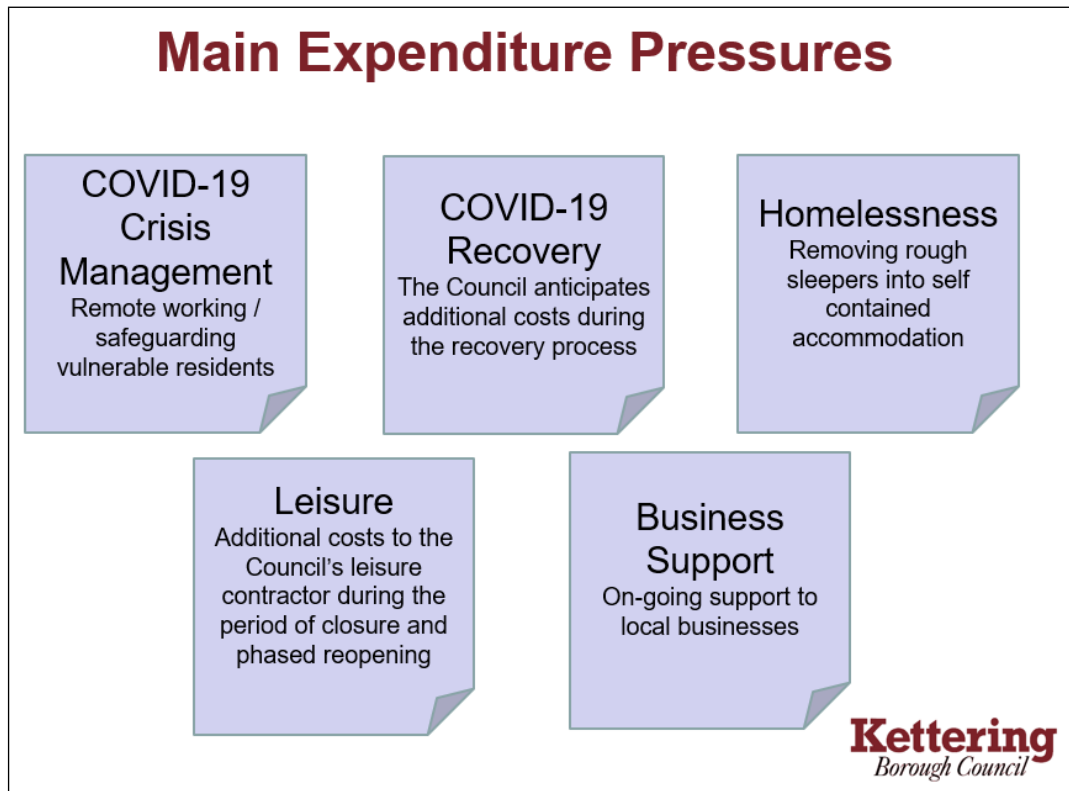 Main Expenditure Pressures
COVID-19
Crisis
Management
Remote working /
safeguarding
vulnerable residents
COVID-19
Recovery
The Council anticipates
additional costs during
the recovery process
Homelessness
Removing rough
sleepers into self
contained
accommodation
Leisure
Additional costs to the
Council's leisure
contractor during the
period of closure and
phased reopening
Business
Support
On-going support to
local businesses
Kettering
Borough Council